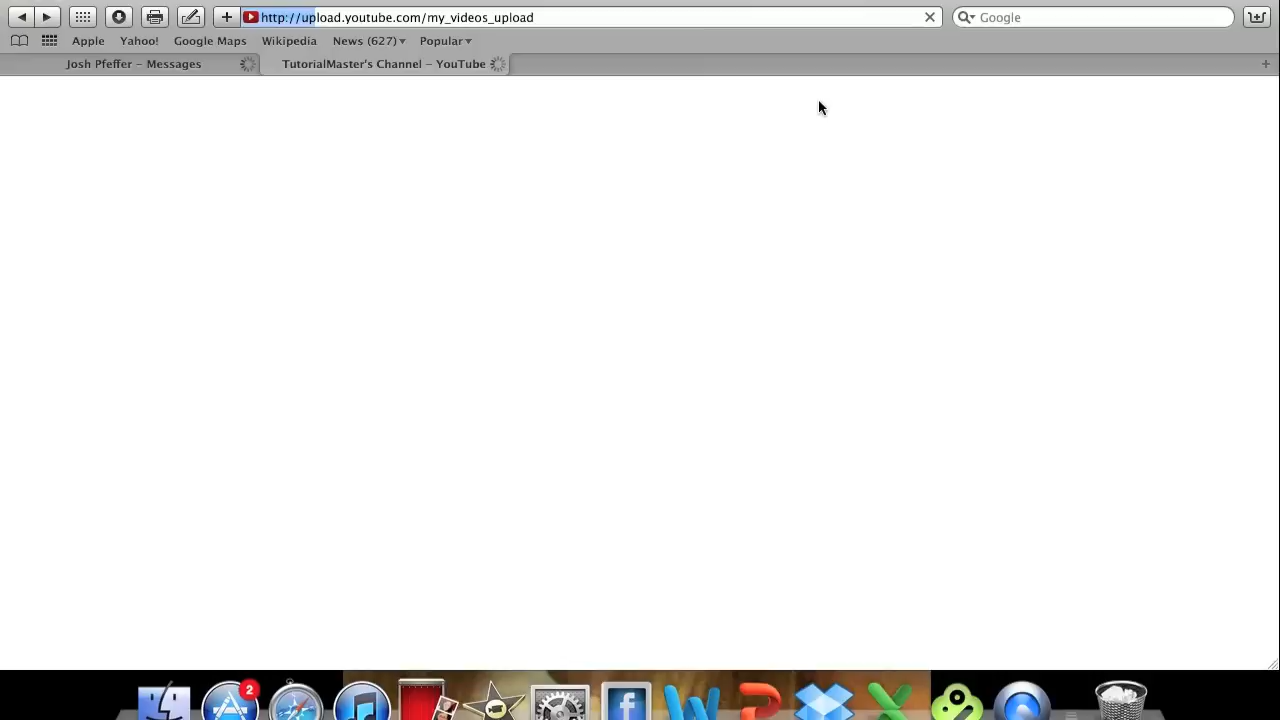 http://upload.youtube.com/my_videos_upload
Google
Apple Yahoo! Google Maps Wikipedia News (627) Popular
Josh Pfeffer – Messages TutorialMaster's Channel – YouTube
2